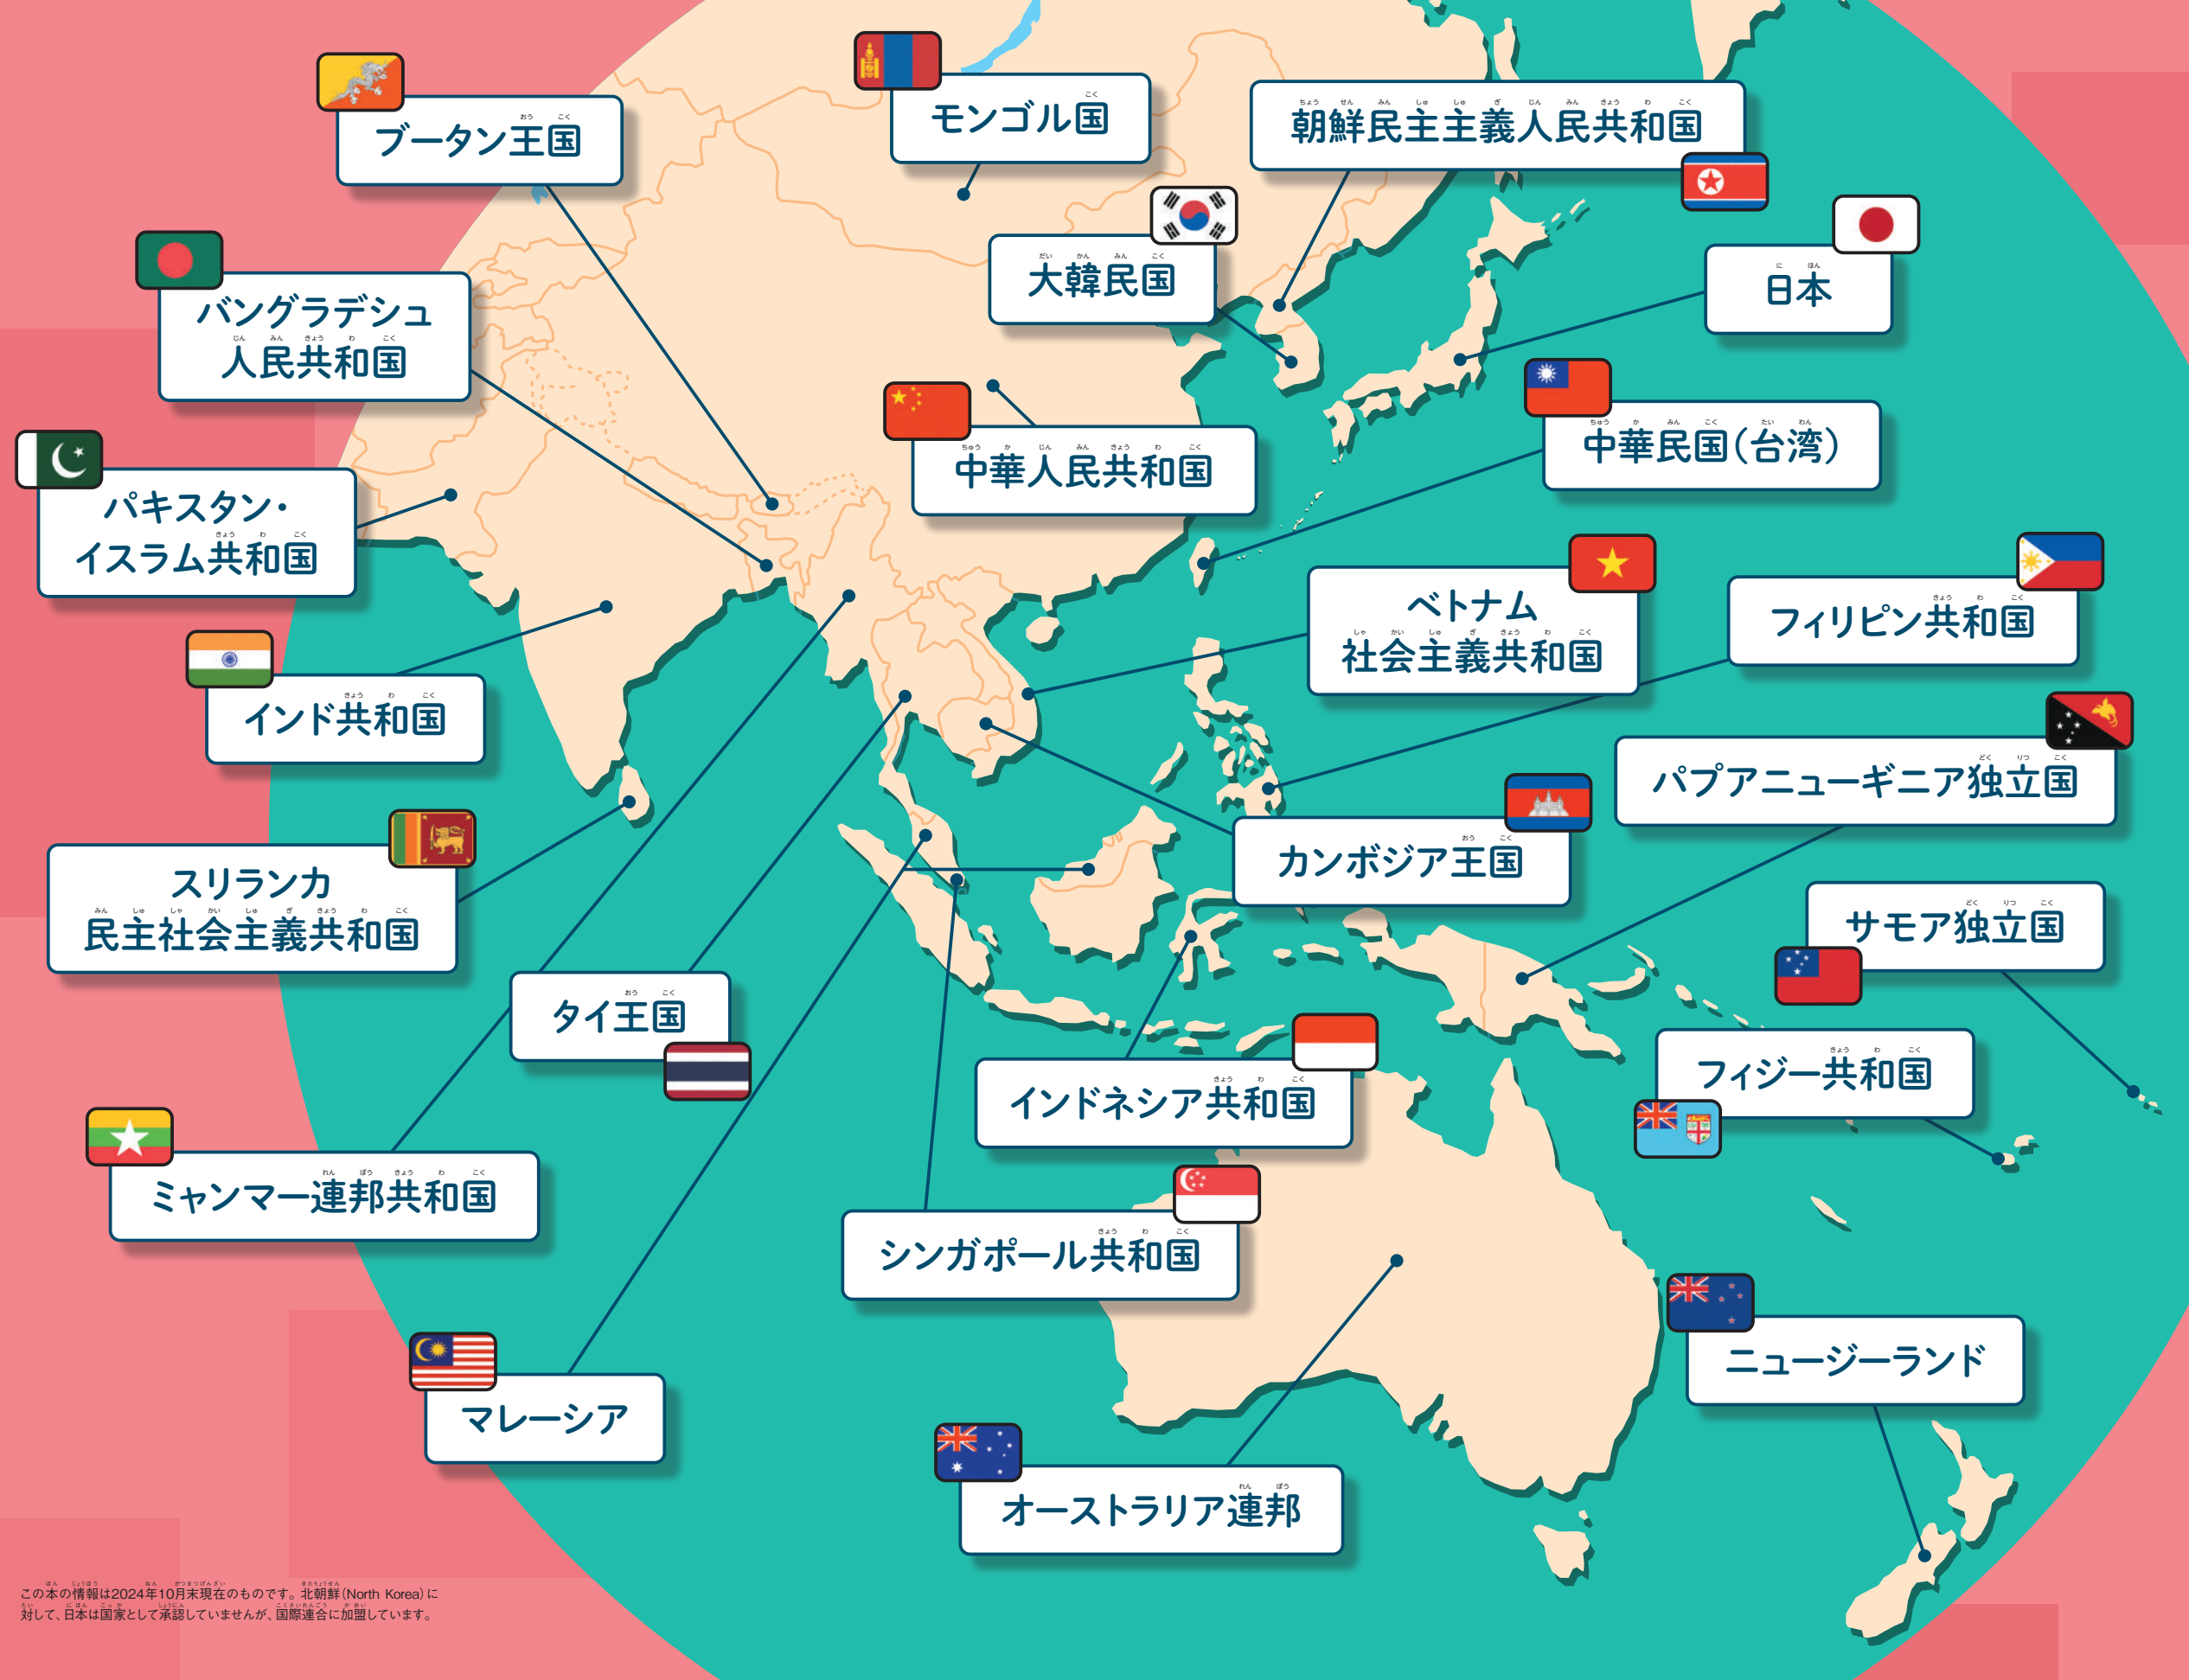 ブータン王国
モンゴル国
朝鮮民主主義人民共和国
大韓民国
日本
バングラデシュ
人民共和国
中華人民共和国
中華民国(台湾)
パキスタン・
イスラム共和国
ベトナム
社会主義共和国
フィリピン共和国
インド共和国
パプアニューギニア独立国
カンボジア王国
スリランカ
民主社会主義共和国
サモア独立国
タイ王国
フィジー共和国
インドネシア共和国
ミャンマー連邦共和国
シンガポール共和国
ニュージーランド
マレーシア
オーストラリア連邦
この本の情報は2024年10月末現在のものです。北朝鮮(North Korea)に
対して、日本は国家として承認していませんが、国際連合に加盟しています。